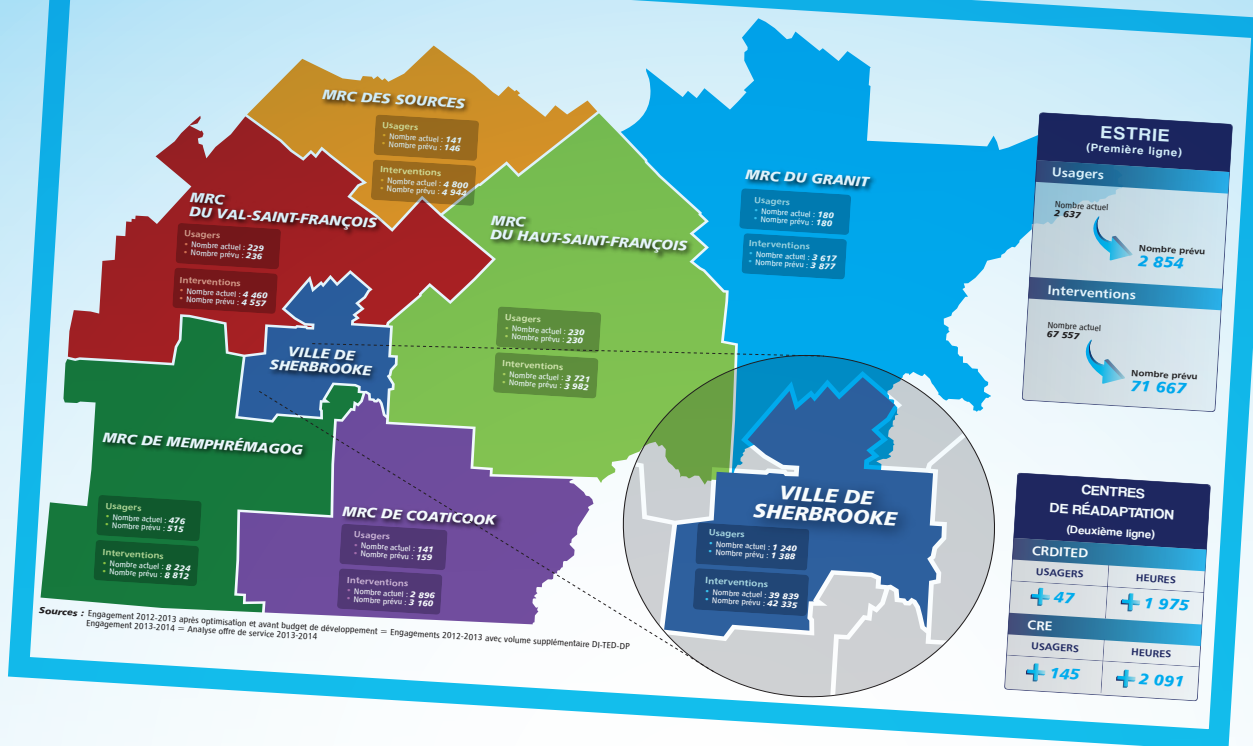 MRC DES SOURCES
Usagers
• Nombre actuel : 141
• Nombre prévu : 146
Interventions
• Nombre actuel : 4 800
• Nombre prévu : 4 944
MRC
DU VAL-SAINT-FRANÇOIS
Usagers
• Nombre actuel : 229
• Nombre prévu : 236
Interventions
• Nombre actuel : 4 460
• Nombre prévu : 4 557
MRC
DU HAUT-SAINT-FRANÇOIS
Usagers
• Nombre actuel : 230
• Nombre prévu : 230
Interventions
• Nombre actuel : 3 721
• Nombre prévu : 3 982
MRC DU GRANIT
Usagers
• Nombre actuel : 180
• Nombre prévu : 180
Interventions
• Nombre actuel : 3 617
• Nombre prévu : 3 877
VILLE DE
SHERBROOKE
MRC DE MEMPHRÉMAGOG
Usagers
• Nombre actuel : 476
• Nombre prévu : 515
Interventions
• Nombre actuel : 8 224
• Nombre prévu : 8 812
MRC DE COATICOOK
Usagers
• Nombre actuel : 141
• Nombre prévu : 159
Interventions
• Nombre actuel : 2 896
• Nombre prévu : 3 160
VILLE DE
SHERBROOKE
Usagers
• Nombre actuel : 1 240
• Nombre prévu : 1 388
Interventions
• Nombre actuel : 39 839
• Nombre prévu : 42 335
ESTRIE
(Première ligne)
Usagers
Nombre actuel
2 637
Nombre prévu
2 854
Interventions
Nombre actuel
67 557
Nombre prévu
71 667
CENTRES
DE RÉADAPTATION
(Deuxième ligne)
CRDITED
USAGERS HEURES
+ 47 + 1 975
CRE
USAGERS HEURES
+ 145 + 2 091
Sources : Engagement 2012-2013 après optimisation et avant budget de développement = Engagements 2012-2013 avec volume supplémentaire DI-TED-DP
Engagement 2013-2014 = Analyse offre de service 2013-2014